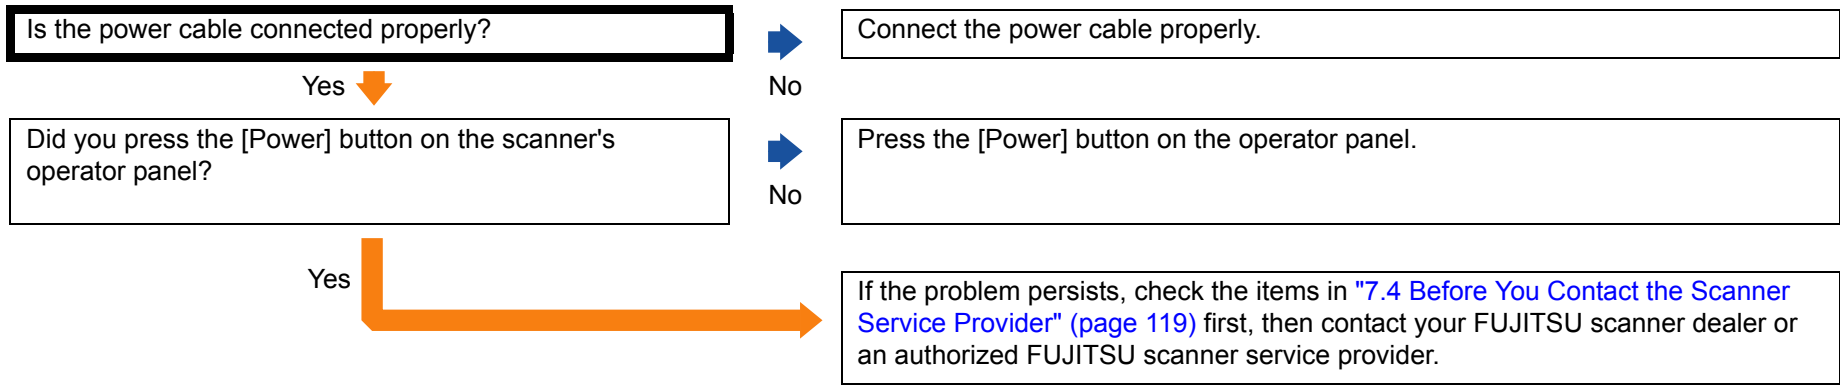 Is the power cable connected properly?
Connect the power cable properly.
Yes
No
Did you press the [Power] button on the scanner's
operator panel?
Press the [Power] button on the operator panel.
No
Yes
If the problem persists, check the items in "7.4 Before You Contact the Scanner
Service Provider" (page 119) first, then contact your FUJITSU scanner dealer or
an authorized FUJITSU scanner service provider.